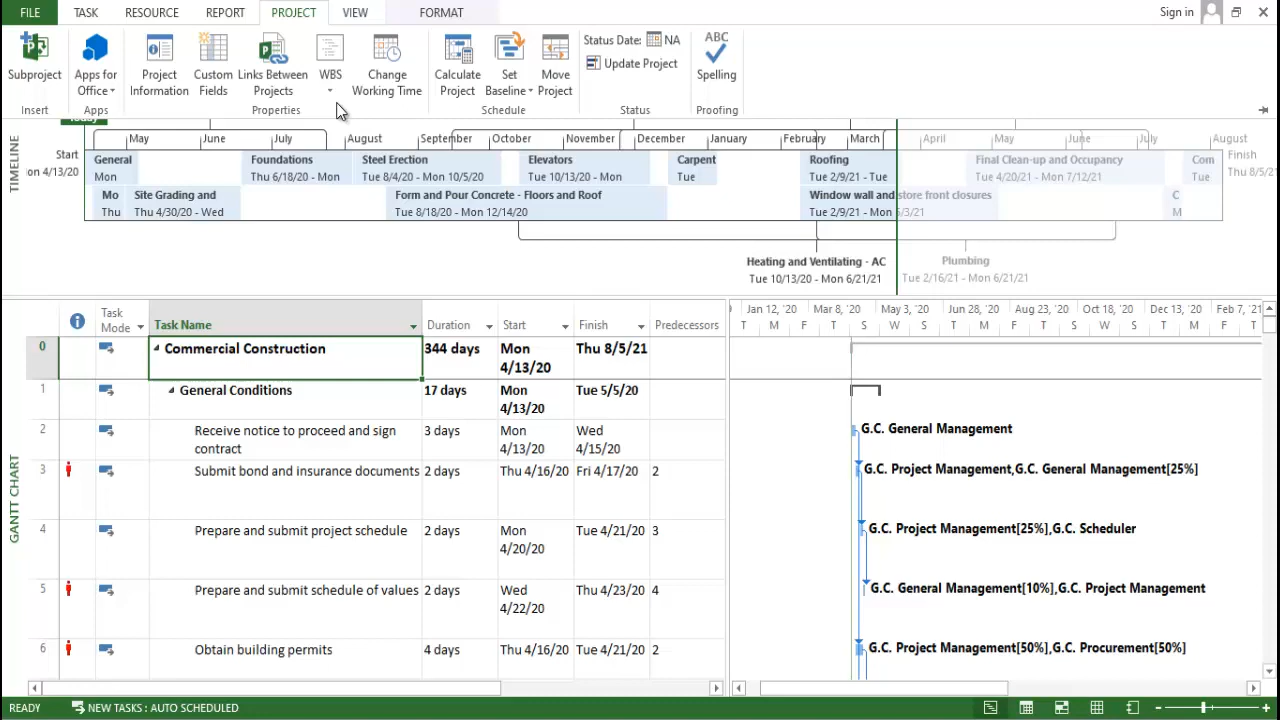 FILE TASK RESOURCE REPORT PROJECT VIEW FORMAT Sign in
Subproject Apps for Office Project Information Custom Fields Links Between Projects WBS Change Working Time Calculate Project Set Baseline Move Project Status Date: NA Update Project ABC Spelling
Insert Apps Properties Schedule Status Proofing
Today
TIMELINE
May June July August September October November December January February March April May June July August
Start
on 4/13/20
General Foundations Steel Erection Elevators Carpent Roofing Final Clean-up and Occupancy Com
Mon Thu 6/18/20 - Mon Tue 8/4/20 - Mon 10/5/20 Tue 10/13/20 - Mon Tue Tue 2/9/21 - Tue Tue 4/20/21 - Mon 7/12/21 Tue
Finish
Thu 8/5/
Mo Site Grading and Form and Pour Concrete - Floors and Roof Window wall and store front closures C
Thu Thu 4/30/20 - Wed Tue 8/18/20 - Mon 12/14/20 Tue 2/9/21 - Mon 5/3/21 M
Heating and Ventilating - AC Plumbing
Tue 10/13/20 - Mon 6/21/21 Tue 2/16/21 - Mon 6/21/21
GANTT CHART
Task Mode Task Name Duration Start Finish Predecessors
Jan 12, '20 Mar 8, '20 May 3, '20 Jun 28, '20 Aug 23, '20 Oct 18, '20 Dec 13, '20 Feb 7, '21
T M F T S W S T M F T S W S T M F T
0 Commercial Construction 344 days Mon 4/13/20 Thu 8/5/21
1 General Conditions 17 days Mon 4/13/20 Tue 5/5/20
2 Receive notice to proceed and sign contract 3 days Mon 4/13/20 Wed 4/15/20 G.C. General Management
3 Submit bond and insurance documents 2 days Thu 4/16/20 Fri 4/17/20 2 G.C. Project Management,G.C. General Management[25%]
4 Prepare and submit project schedule 2 days Mon 4/20/20 Tue 4/21/20 3 G.C. Project Management[25%],G.C. Scheduler
5 Prepare and submit schedule of values 2 days Wed 4/22/20 Thu 4/23/20 4 G.C. General Management[10%],G.C. Project Management
6 Obtain building permits 4 days Thu 4/16/20 Tue 4/21/20 2 G.C. Project Management[50%],G.C. Procurement[50%]
READY NEW TASKS : AUTO SCHEDULED